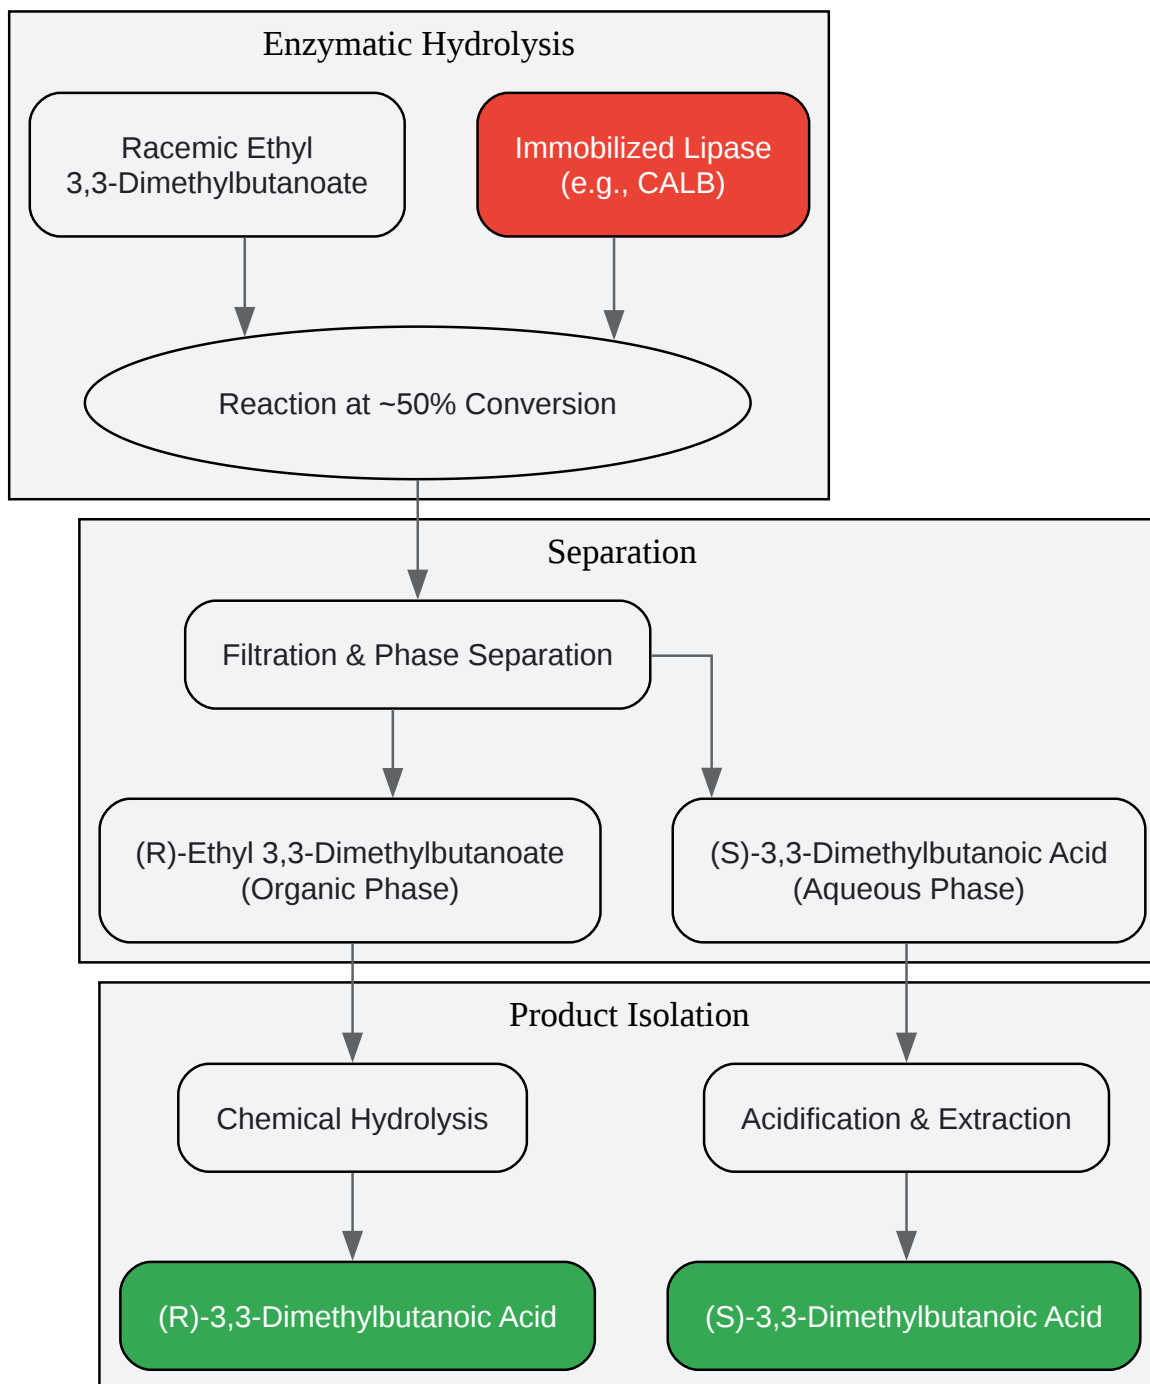 Enzymatic Hydrolysis
Racemic Ethyl
3,3-Dimethylbutanoate
Immobilized Lipase
(e.g., CALB)
Reaction at ~50% Conversion
Separation
Filtration & Phase Separation
(R)-Ethyl 3,3-Dimethylbutanoate
(Organic Phase)
(S)-3,3-Dimethylbutanoic Acid
(Aqueous Phase)
Product Isolation
Chemical Hydrolysis
Acidification & Extraction
(R)-3,3-Dimethylbutanoic Acid
(S)-3,3-Dimethylbutanoic Acid